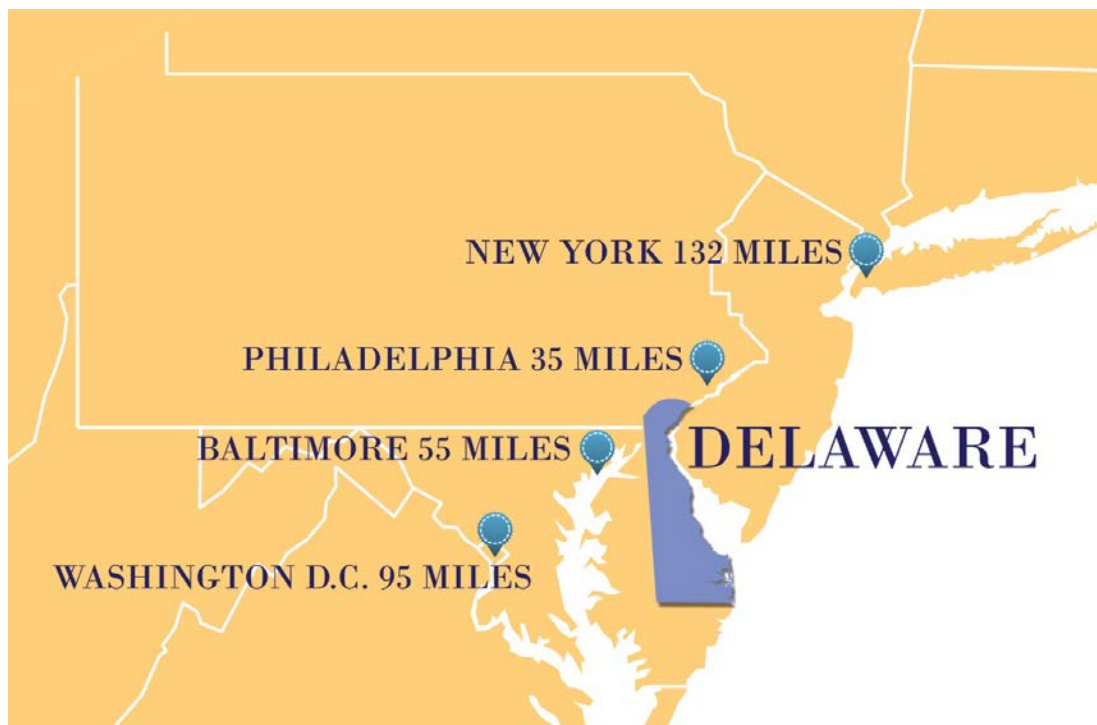 NEW YORK 132 MILES
PHILADELPHIA 35 MILES
BALTIMORE 55 MILES
DELAWARE
WASHINGTON D.C. 95 MILES